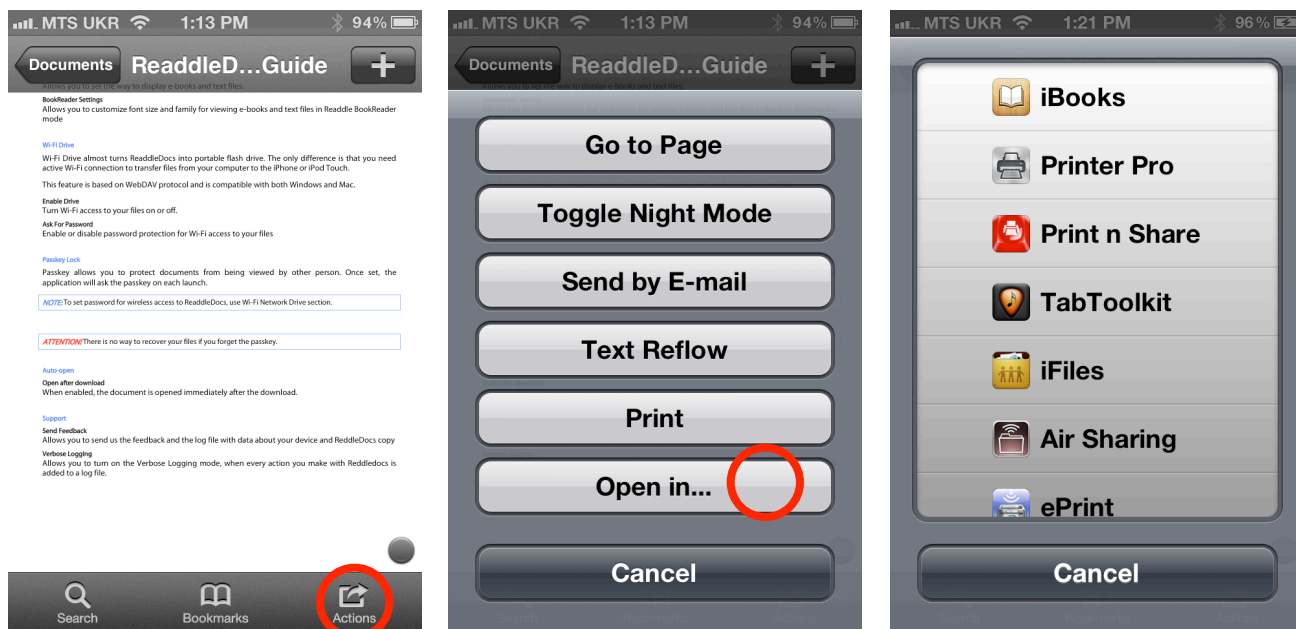 MTS UKR 1:13 PM 94%
Documents ReaddleD...Guide +
Allows you to set the way to display e-books and text files.
BookReader Settings
Allows you to customize font size and family for viewing e-books and text files in Readdle BookReader
mode
Wi-Fi Drive
Wi-Fi Drive almost turns ReaddleDocs into portable flash drive. The only difference is that you need
active Wi-Fi connection to transfer files from your computer to the iPhone or iPod Touch.
This feature is based on WebDAV protocol and is compatible with both Windows and Mac.
Enable Drive
Turn Wi-Fi access to your files on or off.
Ask For Password
Enable or disable password protection for Wi-Fi access to your files
Passkey Lock
Passkey allows you to protect documents from being viewed by other person. Once set, the
application will ask the passkey on each launch.
NOTE: To set password for wireless access to ReaddleDocs, use Wi-Fi Network Drive section.
ATTENTION! There is no way to recover your files if you forget the passkey.
Auto-open
Open after download
When enabled, the document is opened immediately after the download.
Support
Send Feedback
Allows you to send us the feedback and the log file with data about your device and ReddleDocs copy
Verbose Logging
Allows you to turn on the Verbose Logging mode, when every action you make with Reddledocs is
added to a log file.
Search Bookmarks Actions
MTS UKR 1:13 PM 94%
Documents ReaddleD...Guide +
Go to Page
Toggle Night Mode
Send by E-mail
Text Reflow
Print
Open in...
Cancel
MTS UKR 1:21 PM 96%
iBooks
Printer Pro
Print n Share
TabToolkit
iFiles
Air Sharing
ePrint
Cancel